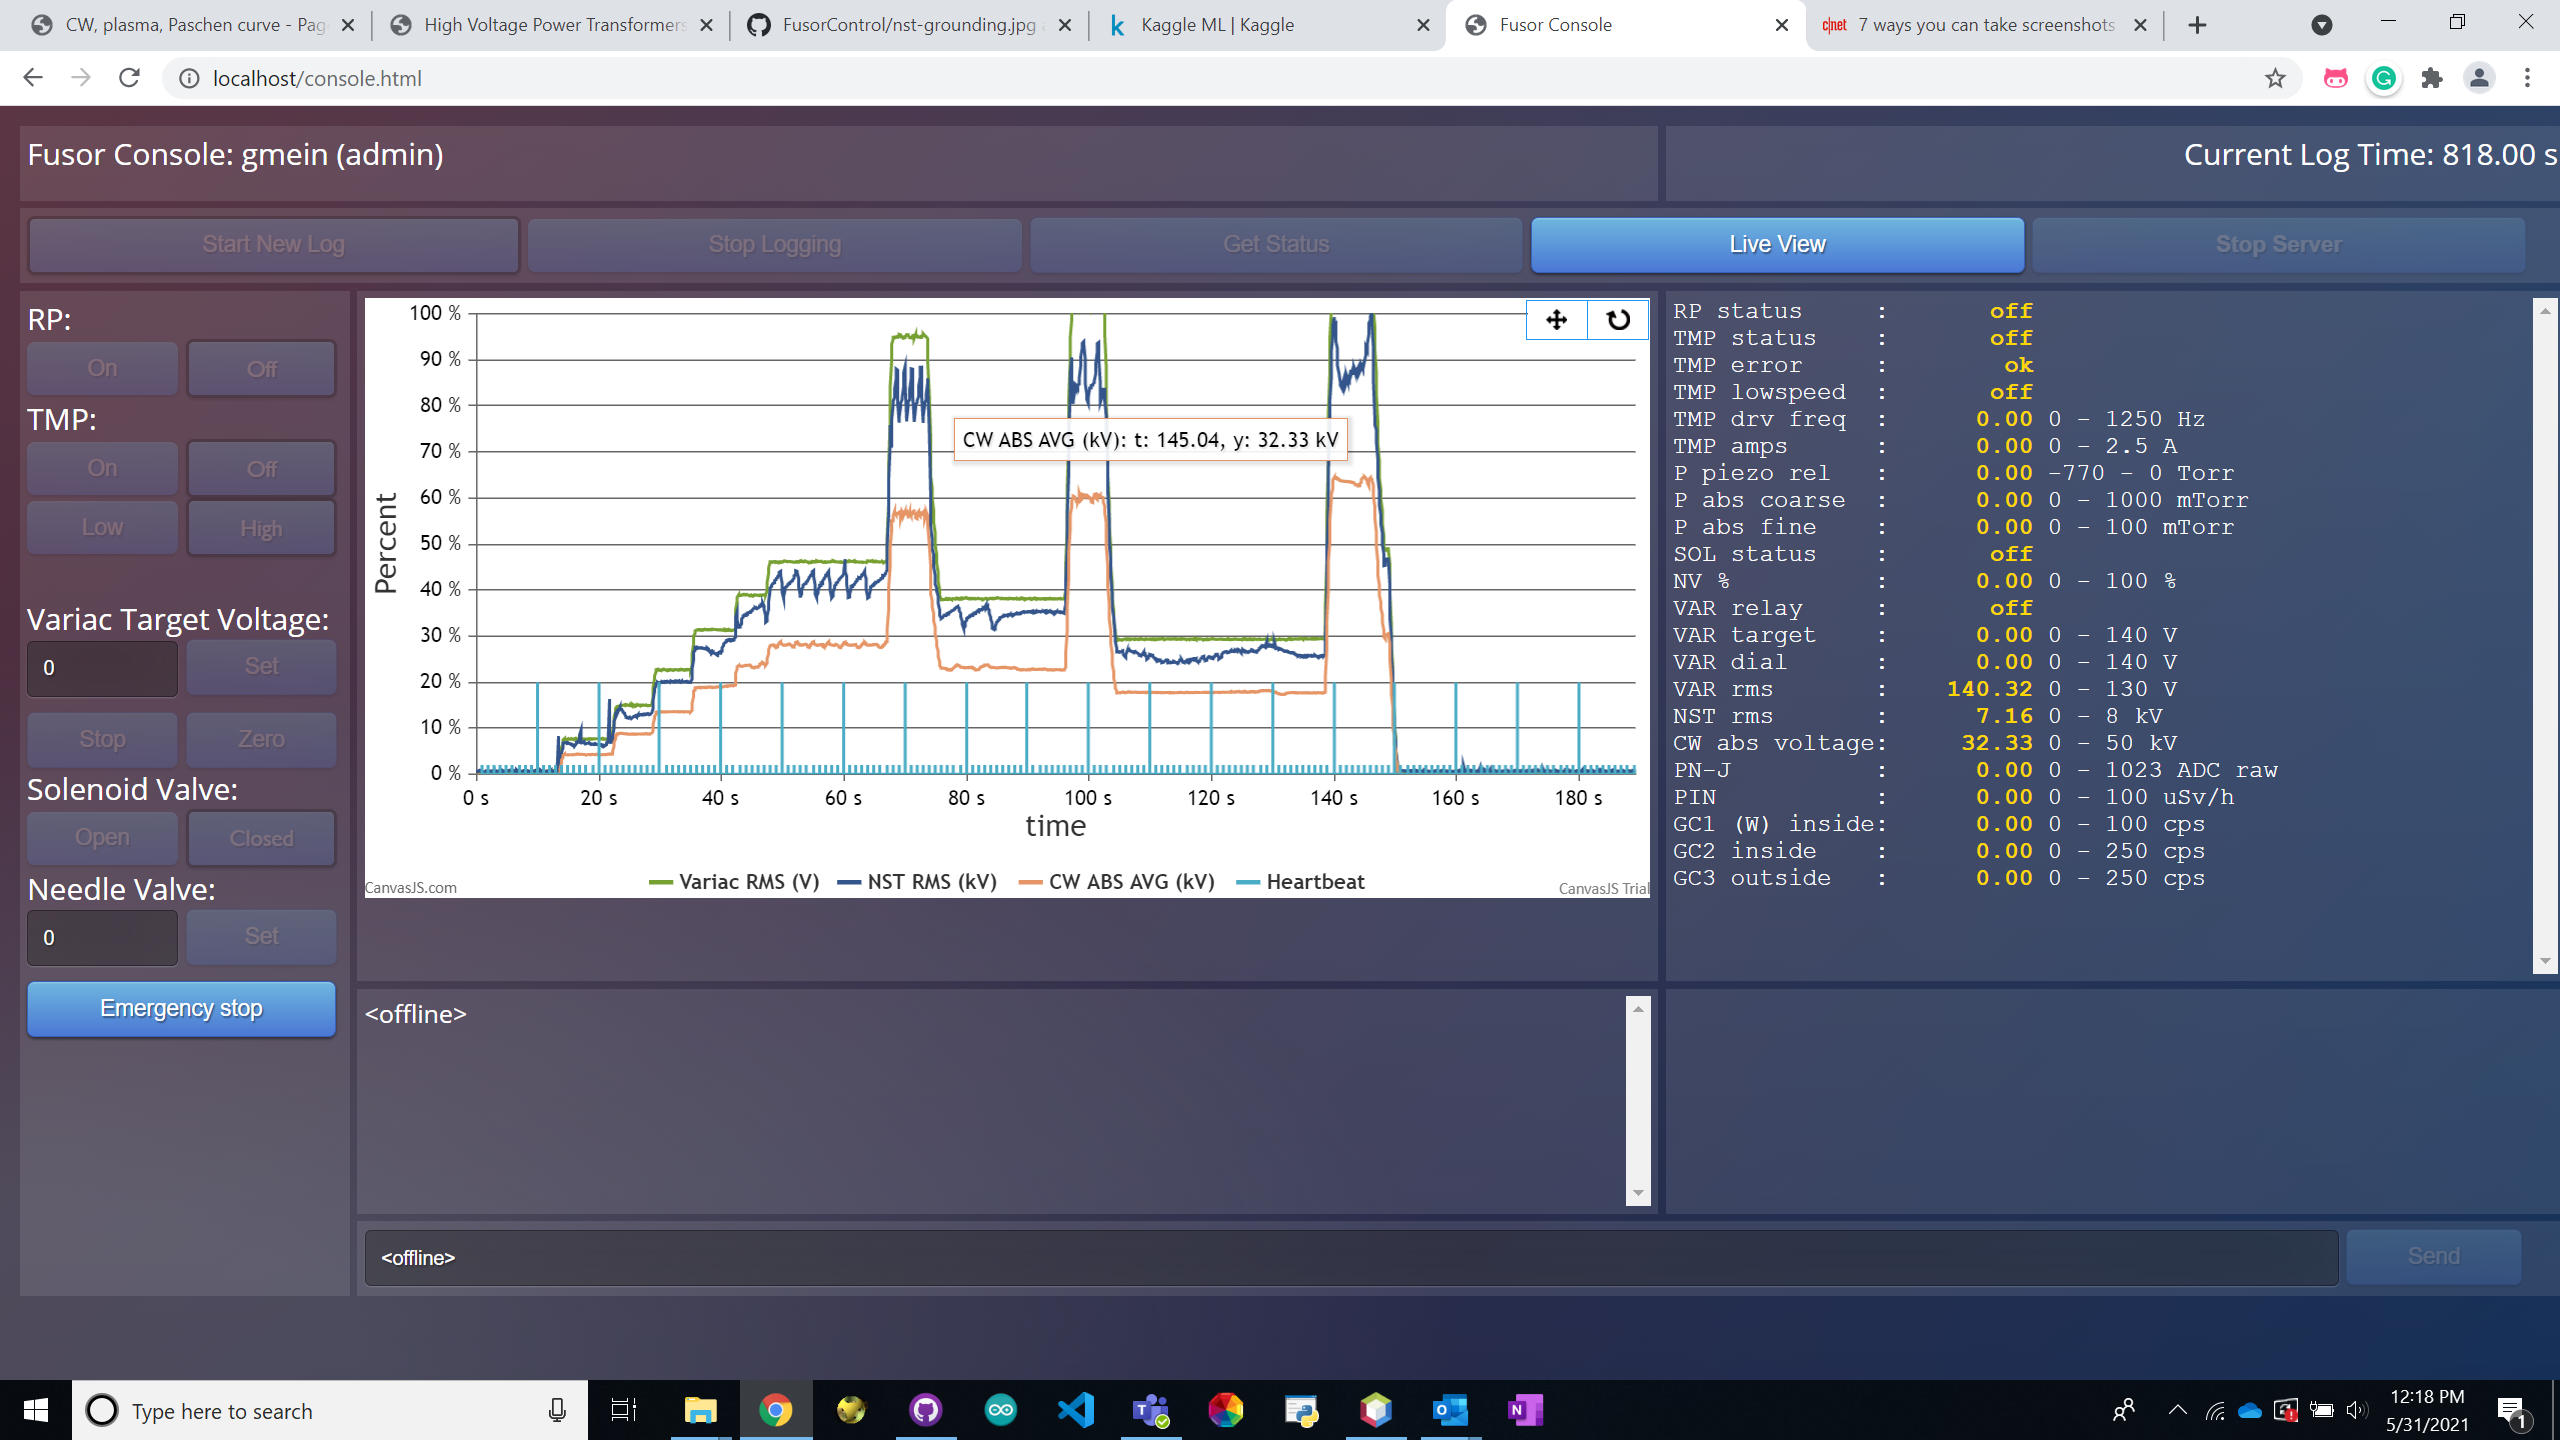 CW, plasma, Paschen curve - Pag
High Voltage Power Transformers
FusorControl/nst-grounding.jpg a
Kaggle ML | Kaggle
Fusor Console
c|net 7 ways you can take screenshots
localhost/console.html
Fusor Console: gmein (admin)
Current Log Time: 818.00 s
Start New Log
Stop Logging
Get Status
Live View
Stop Server
RP:
On Off
TMP:
On Off
Low High
Variac Target Voltage:
0 Set
Stop Zero
Solenoid Valve:
Open Closed
Needle Valve:
0 Set
Emergency stop
100 %
90 %
80 %
70 %
60 %
50 %
40 %
30 %
20 %
10 %
0 %
Percent
CW ABS AVG (kV): t: 145.04, y: 32.33 kV
0 s 20 s 40 s 60 s 80 s 100 s 120 s 140 s 160 s 180 s
time
Variac RMS (V) NST RMS (kV) CW ABS AVG (kV) Heartbeat
CanvasJS.com
CanvasJS Trial
RP status : off
TMP status : off
TMP error : ok
TMP lowspeed : off
TMP drv freq : 0.00 0 - 1250 Hz
TMP amps : 0.00 0 - 2.5 A
P piezo rel : 0.00 -770 - 0 Torr
P abs coarse : 0.00 0 - 1000 mTorr
P abs fine : 0.00 0 - 100 mTorr
SOL status : off
NV % : 0.00 0 - 100 %
VAR relay : off
VAR target : 0.00 0 - 140 V
VAR dial : 0.00 0 - 140 V
VAR rms : 140.32 0 - 130 V
NST rms : 7.16 0 - 8 kV
CW abs voltage: 32.33 0 - 50 kV
PN-J : 0.00 0 - 1023 ADC raw
PIN : 0.00 0 - 100 uSv/h
GC1 (W) inside: 0.00 0 - 100 cps
GC2 inside : 0.00 0 - 250 cps
GC3 outside : 0.00 0 - 250 cps
<offline>
<offline>
Send
Type here to search
12:18 PM
5/31/2021
1